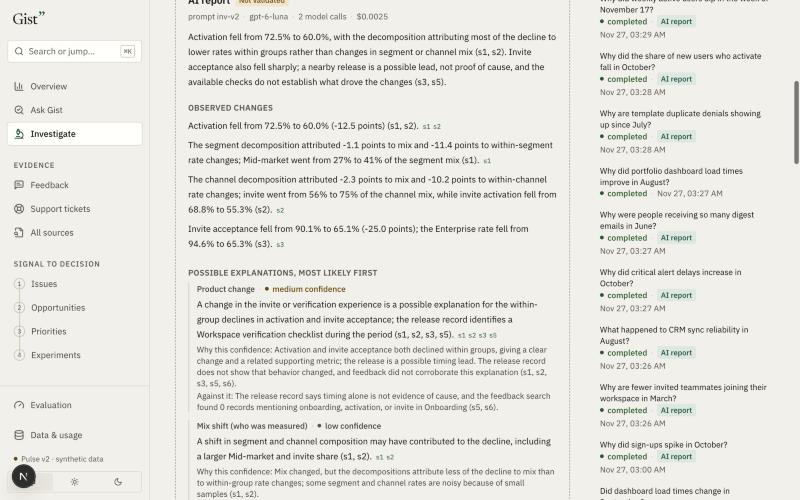 Gist”
Search or jump... ⌘K
Overview
Ask Gist
Investigate
EVIDENCE
Feedback
Support tickets
All sources
SIGNAL TO DECISION
1 Issues
2 Opportunities
3 Priorities
4 Experiments
Evaluation
Data & usage
Pulse v2 · synthetic data
N
AI report Not validated
prompt inv-v2 · gpt-6-luna · 2 model calls · $0.0025
Activation fell from 72.5% to 60.0%, with the decomposition attributing most of the decline to
lower rates within groups rather than changes in segment or channel mix (s1, s2). Invite
acceptance also fell sharply; a nearby release is a possible lead, not proof of cause, and the
available checks do not establish what drove the changes (s3, s5).
OBSERVED CHANGES
Activation fell from 72.5% to 60.0% (-12.5 points) (s1, s2). s1 s2
The segment decomposition attributed -1.1 points to mix and -11.4 points to within-segment
rate changes; Mid-market went from 27% to 41% of the segment mix (s1). s1
The channel decomposition attributed -2.3 points to mix and -10.2 points to within-channel
rate changes; invite went from 56% to 75% of the channel mix, while invite activation fell from
68.8% to 55.3% (s2). s2
Invite acceptance fell from 90.1% to 65.1% (-25.0 points); the Enterprise rate fell from
94.6% to 65.3% (s3). s3
POSSIBLE EXPLANATIONS, MOST LIKELY FIRST
Product change · medium confidence
A change in the invite or verification experience is a possible explanation for the within-
group declines in activation and invite acceptance; the release record identifies a
Workspace verification checklist during the period (s1, s2, s3, s5). s1 s2 s3 s5
Why this confidence: Activation and invite acceptance both declined within groups, giving a clear
change and a related supporting metric; the release is a possible timing lead. The release record
does not show that behavior changed, and feedback did not corroborate this explanation (s1, s2,
s3, s5, s6).
Against it: The release record says timing alone is not evidence of cause, and the feedback search
found 0 records mentioning onboarding, activation, or invite in Onboarding (s5, s6).
Mix shift (who was measured) · low confidence
A shift in segment and channel composition may have contributed to the decline, including
a larger Mid-market and invite share (s1, s2). s1 s2
Why this confidence: Mix changed, but the decompositions attribute less of the decline to mix than
to within-group rate changes; some segment and channel rates are noisy because of small
samples (s1, s2).
November 17?
completed · AI report
Nov 27, 03:29 AM
Why did the share of new users who activate
fall in October?
completed · AI report
Nov 27, 03:28 AM
Why are template duplicate denials showing
up since July?
completed · AI report
Nov 27, 03:28 AM
Why did portfolio dashboard load times
improve in August?
completed · Nov 27, 03:27 AM
Why were people receiving so many digest
emails in June?
completed · AI report
Nov 27, 03:27 AM
Why did critical alert delays increase in
October?
completed · AI report
Nov 27, 03:27 AM
What happened to CRM sync reliability in
August?
completed · AI report
Nov 27, 03:26 AM
Why are fewer invited teammates joining their
workspace in March?
completed · AI report
Nov 27, 03:26 AM
Why did sign-ups spike in October?
completed · AI report
Nov 27, 03:00 AM
Did dashboard load times change in